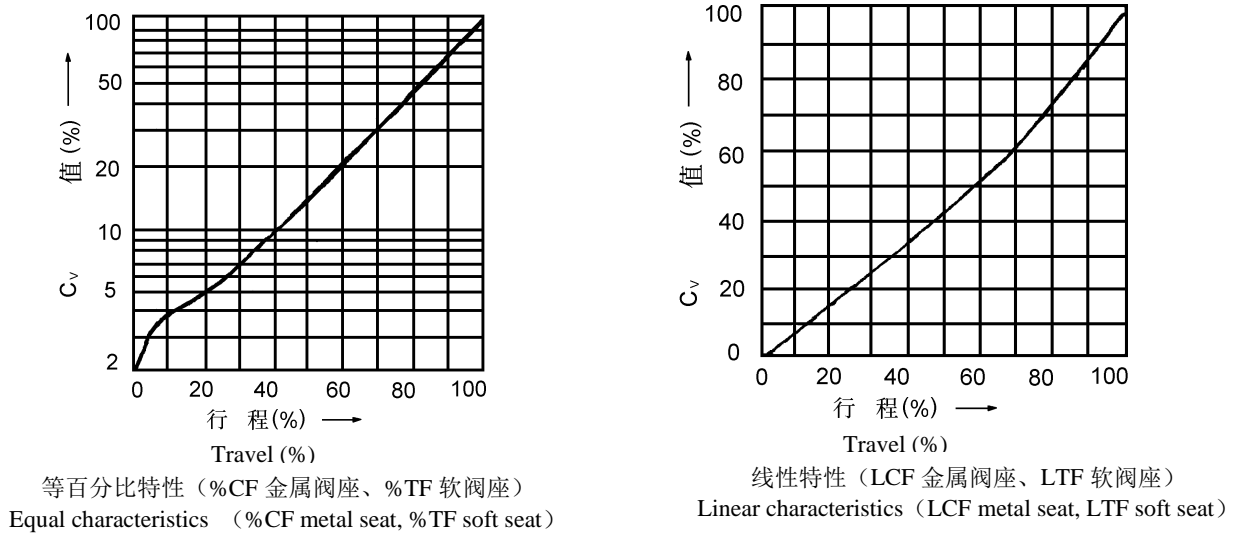 100
50
20
10
5
2
Cv 值 (%)
0 20 40 60 80 100
行 程(%)
Travel (%)
等百分比特性（%CF 金属阀座、%TF 软阀座）
Equal characteristics （%CF metal seat, %TF soft seat）
100
80
60
40
20
0
Cv 值 (%)
0 20 40 60 80 100
行 程(%)
Travel (%)
线性特性（LCF 金属阀座、LTF 软阀座）
Linear characteristics（LCF metal seat, LTF soft seat）